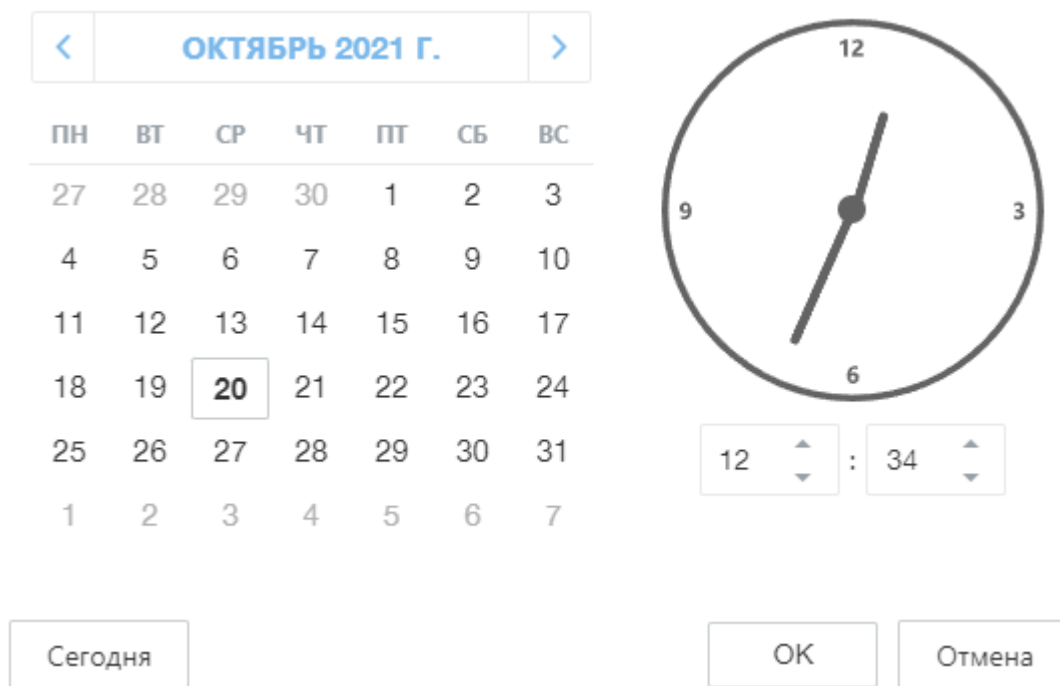 ОКТЯБРЬ 2021 Г.
ПН ВТ СР ЧТ ПТ СБ ВС
27 28 29 30 1 2 3
4 5 6 7 8 9 10
11 12 13 14 15 16 17
18 19 20 21 22 23 24
25 26 27 28 29 30 31
1 2 3 4 5 6 7
12
9 3
6
12 : 34
Сегодня
OK
Отмена